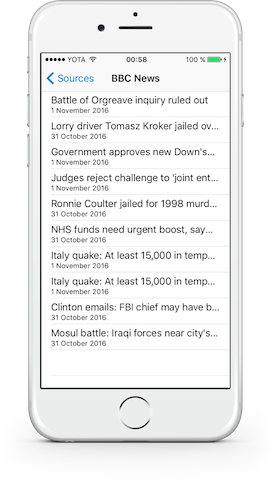 YOTA 00:58 100 %
Sources BBC News
Battle of Orgreave inquiry ruled out
1 November 2016
Lorry driver Tomasz Kroker jailed ov...
31 October 2016
Government approves new Down's...
1 November 2016
Judges reject challenge to 'joint ent...
1 November 2016
Ronnie Coulter jailed for 1998 murd...
31 October 2016
NHS funds need urgent boost, say...
31 October 2016
Italy quake: At least 15,000 in temp...
1 November 2016
Italy quake: At least 15,000 in temp...
1 November 2016
Clinton emails: FBI chief may have b...
31 October 2016
Mosul battle: Iraqi forces near city's...
31 October 2016